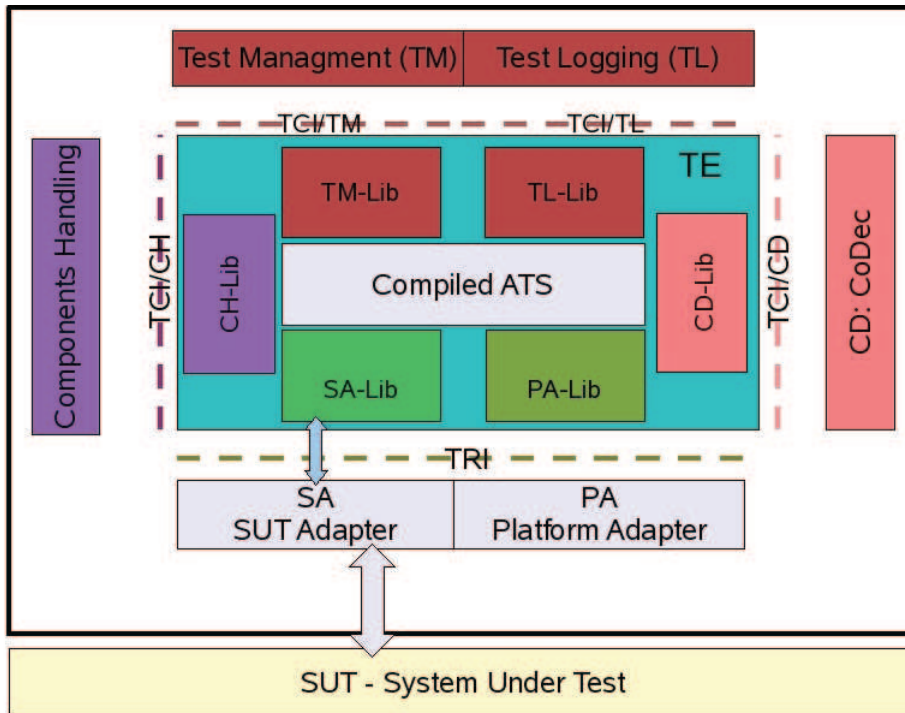 Test Managment (TM)
Test Logging (TL)
TCI/TM
TCI/TL
Components Handling
TCI/CH
TE
TM-Lib
TL-Lib
CH-Lib
Compiled ATS
CD-Lib
SA-Lib
PA-Lib
TCI/CD
CD: CoDec
TRI
SA
SUT Adapter
PA
Platform Adapter
SUT - System Under Test